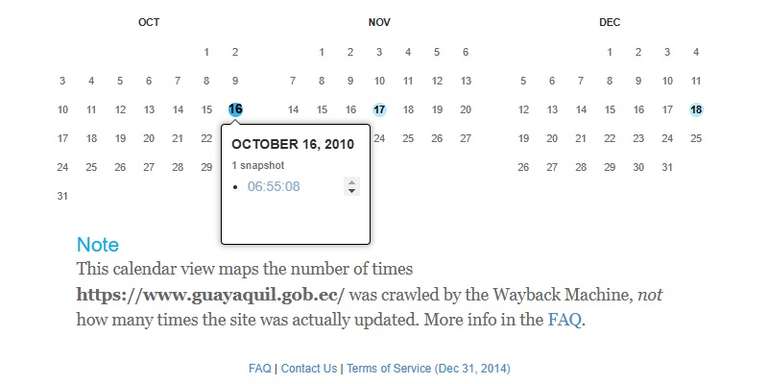 OCT NOV DEC
1 2 1 2 3 4 5 6 1 2 3 4
3 4 5 6 7 8 9 7 8 9 10 11 12 13 5 6 7 8 9 10 11
10 11 12 13 14 15 16 14 15 16 17 18 19 20 12 13 14 15 16 17 18
17 18 19 20 21 22 24 25 26 27 19 20 21 22 23 24 25
24 25 26 27 28 29 26 27 28 29 30 31
31
OCTOBER 16, 2010
1 snapshot
• 06:55:08
Note
This calendar view maps the number of times
https://www.guayaquil.gob.ec/ was crawled by the Wayback Machine, not
how many times the site was actually updated. More info in the FAQ.
FAQ | Contact Us | Terms of Service (Dec 31, 2014)